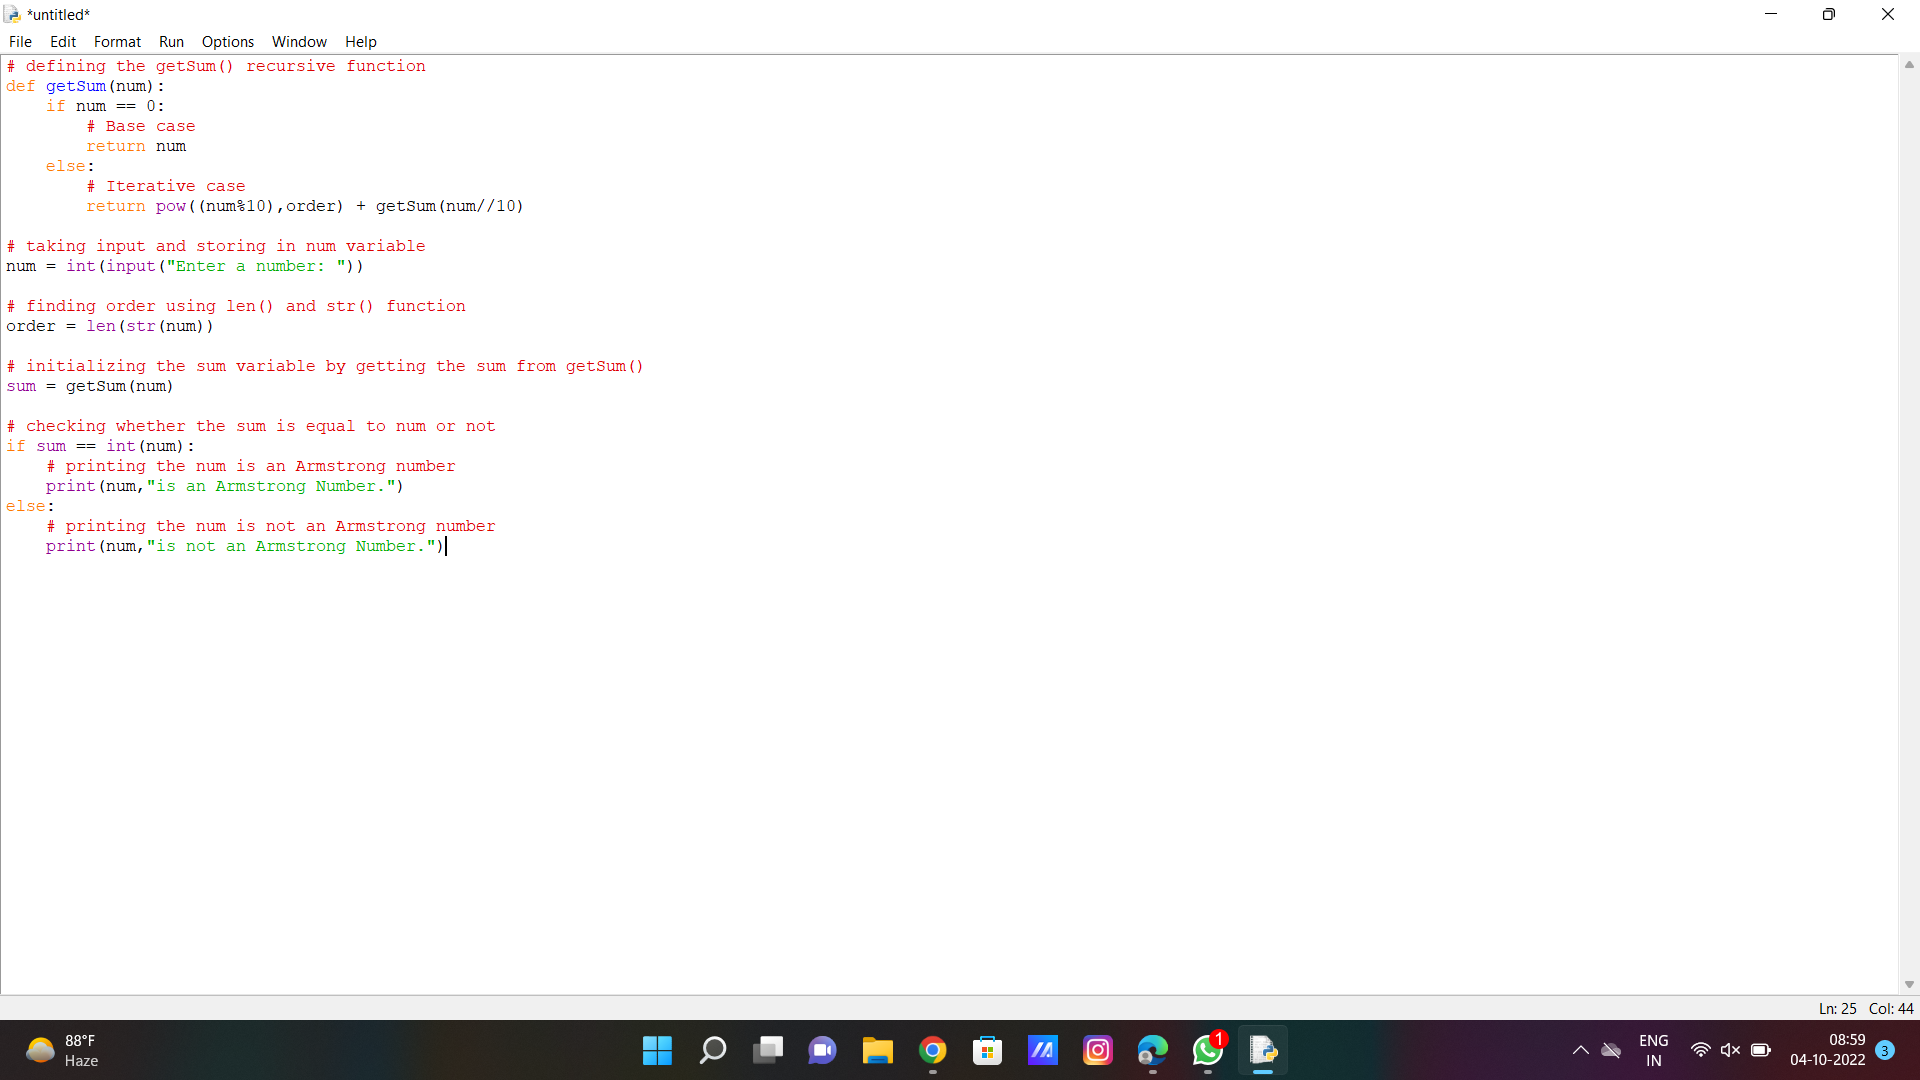 *untitled*
File Edit Format Run Options Window Help
# defining the getSum() recursive function
def getSum(num):
    if num == 0:
        # Base case
        return num
    else:
        # Iterative case
        return pow((num%10),order) + getSum(num//10)

# taking input and storing in num variable
num = int(input("Enter a number: "))

# finding order using len() and str() function
order = len(str(num))

# initializing the sum variable by getting the sum from getSum()
sum = getSum(num)

# checking whether the sum is equal to num or not
if sum == int(num):
    # printing the num is an Armstrong number
    print(num,"is an Armstrong Number.")
else:
    # printing the num is not an Armstrong number
    print(num,"is not an Armstrong Number.")
Ln: 25 Col: 44
88°F
Haze
1
ENG
IN
08:59
04-10-2022
3